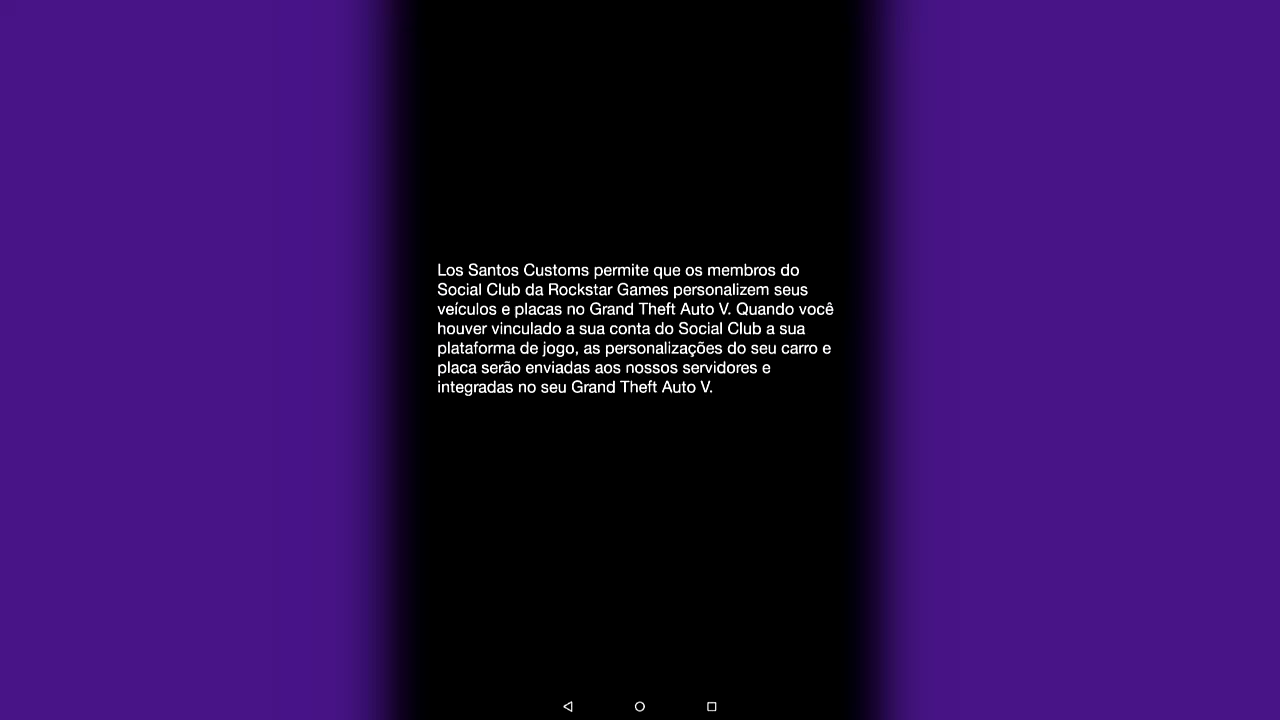 Los Santos Customs permite que os membros do
Social Club da Rockstar Games personalizem seus
veículos e placas no Grand Theft Auto V. Quando você
houver vinculado a sua conta do Social Club a sua
plataforma de jogo, as personalizações do seu carro e
placa serão enviadas aos nossos servidores e
integradas no seu Grand Theft Auto V.